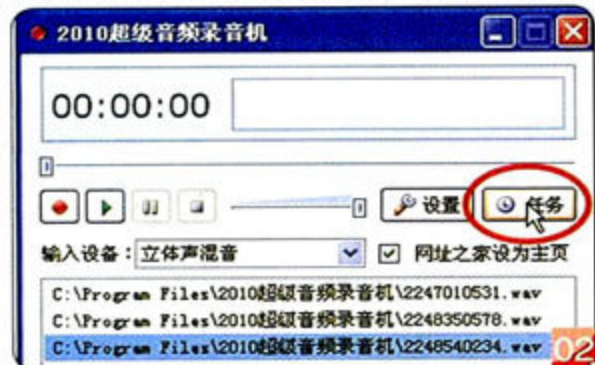 2010超级音频录音机
00:00:00
设置 任务
输入设备：立体声混音 网址之家设为主页
C:\Program Files\2010超级音频录音机\2247010531.wav
C:\Program Files\2010超级音频录音机\2248350578.wav
C:\Program Files\2010超级音频录音机\2248540234.wav
02